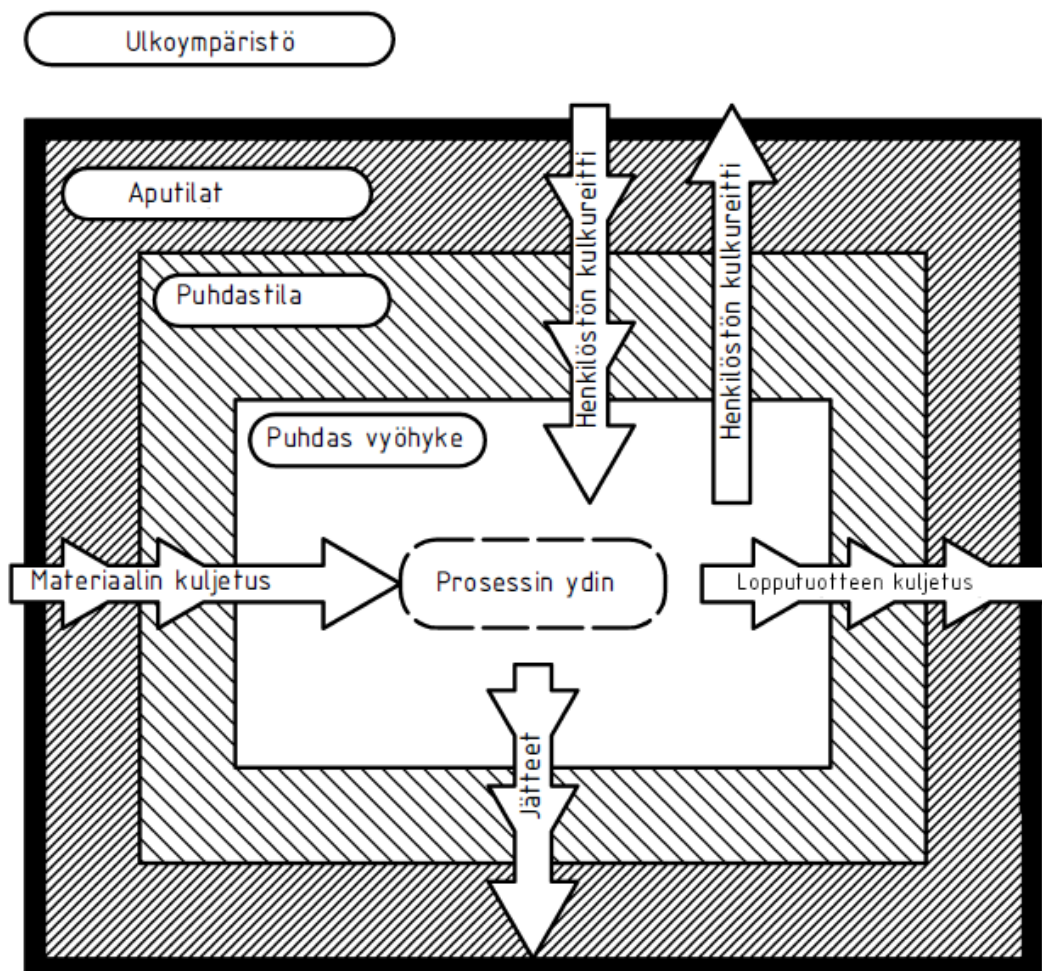 Ulkoympäristö
Aputilat
Henkilöstön kulkureitti
Henkilöstön kulkureitti
Puhdastila
Puhdas vyöhyke
Materiaalin kuljetus
Prosessin ydin
Lopputuotteen kuljetus
Jätteet